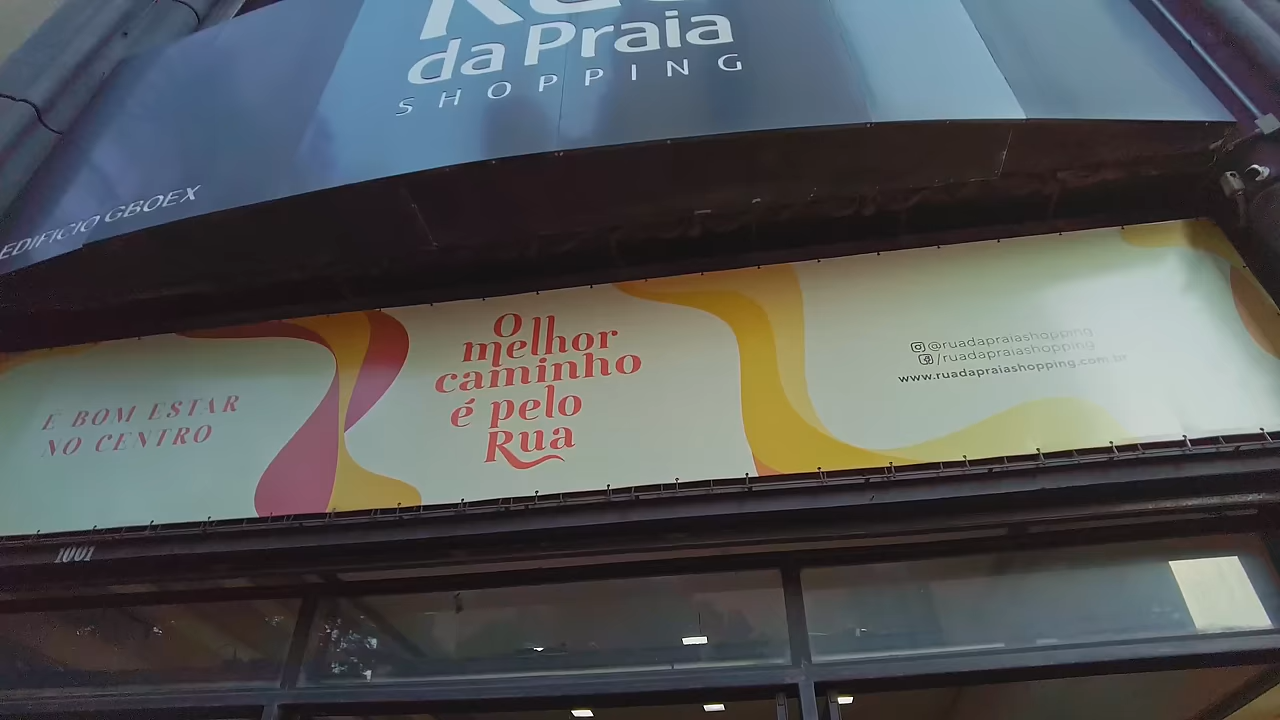 da Praia
SHOPPING
EDIFICIO GBOEX
É BOM ESTAR
NO CENTRO
O
melhor
caminho
é pelo
Rua
@ruadapraiashopping
/ruadapraiashopping
www.ruadapraiashopping.com.br
1001